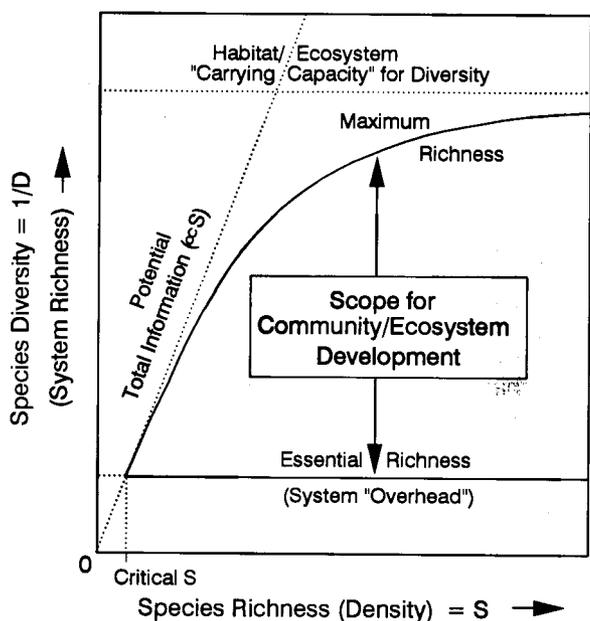 Habitat/ Ecosystem
"Carrying Capacity" for Diversity
Maximum
Richness
Species Diversity = 1/D
(System Richness)
Potential
Total Information (∝S)
Scope for
Community/Ecosystem
Development
Essential Richness
(System "Overhead")
0
Critical S
Species Richness (Density) = S